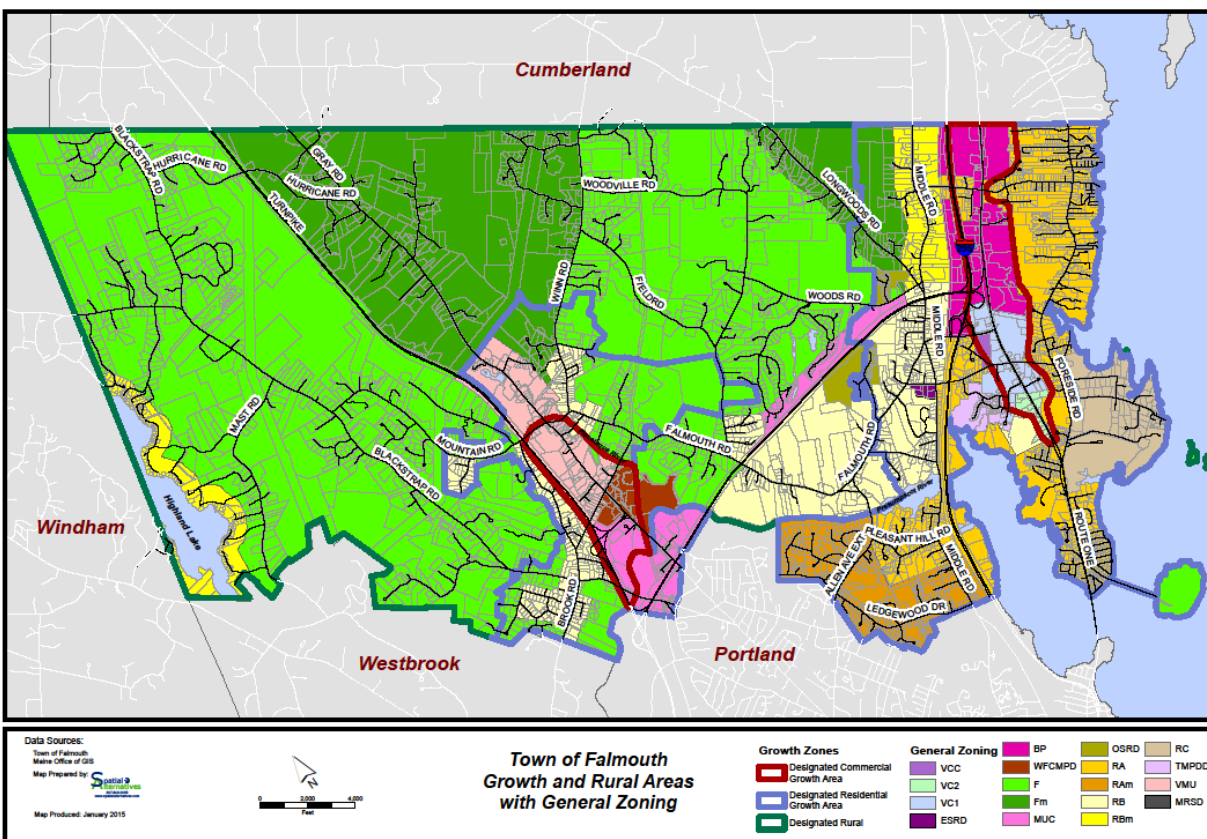 Cumberland
BLACKSTRAP RD
HURRICANE RD
GRAY RD
HURRICANE RD
TURNPIKE
WOODVILLE RD
LONGWOODS RD
MIDDLE RD
WINN RD
FIELD RD
WOODS RD
MIDDLE RD
FORESIDE RD
MAST RD
MOUNTAIN RD
BLACKSTRAP RD
FALMOUTH RD
FALMOUTH RD
Presumpscot River
Windham
Highland Lake
PLEASANT HILL RD
ALLEN AVE EXT
MIDDLE RD
ROUTE ONE
BROOK RD
LEDGEWOOD DR
Westbrook
Portland
Data Sources:
Town of Falmouth
Maine Office of GIS
Map Prepared by: Spatial Alternatives
Map Produced: January 2015
N
0 2,000 4,000
Feet
Town of Falmouth
Growth and Rural Areas
with General Zoning
Growth Zones
Designated Commercial
Growth Area
Designated Residential
Growth Area
Designated Rural
General Zoning
VCC
VC2
VC1
ESRD
BP
WFCMPD
F
Fm
MUC
OSRD
RA
RAm
RB
RBm
RC
TMPDD
VMU
MRSD